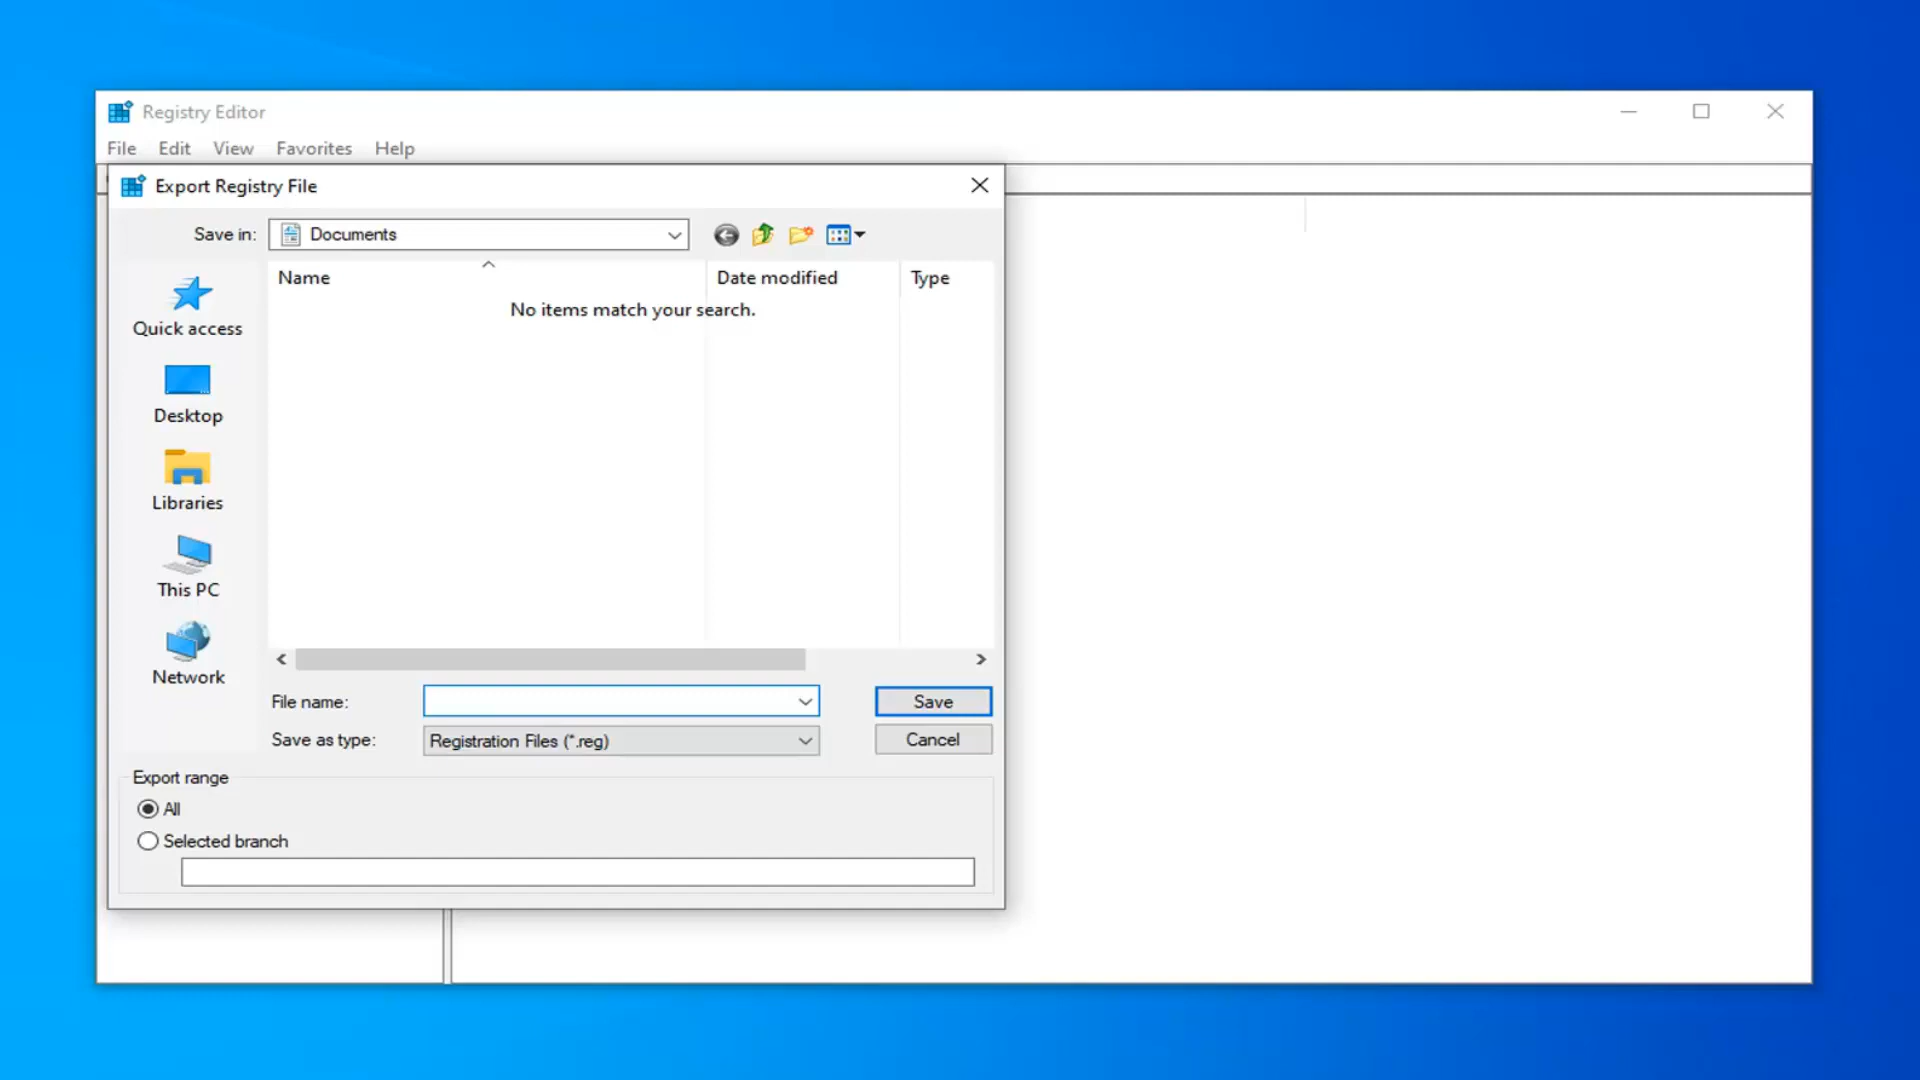 Registry Editor
File Edit View Favorites Help
Export Registry File
Save in: Documents
Name Date modified Type
No items match your search.
Quick access
Desktop
Libraries
This PC
Network
File name: Save
Save as type: Registration Files (*.reg) Cancel
Export range
All
Selected branch